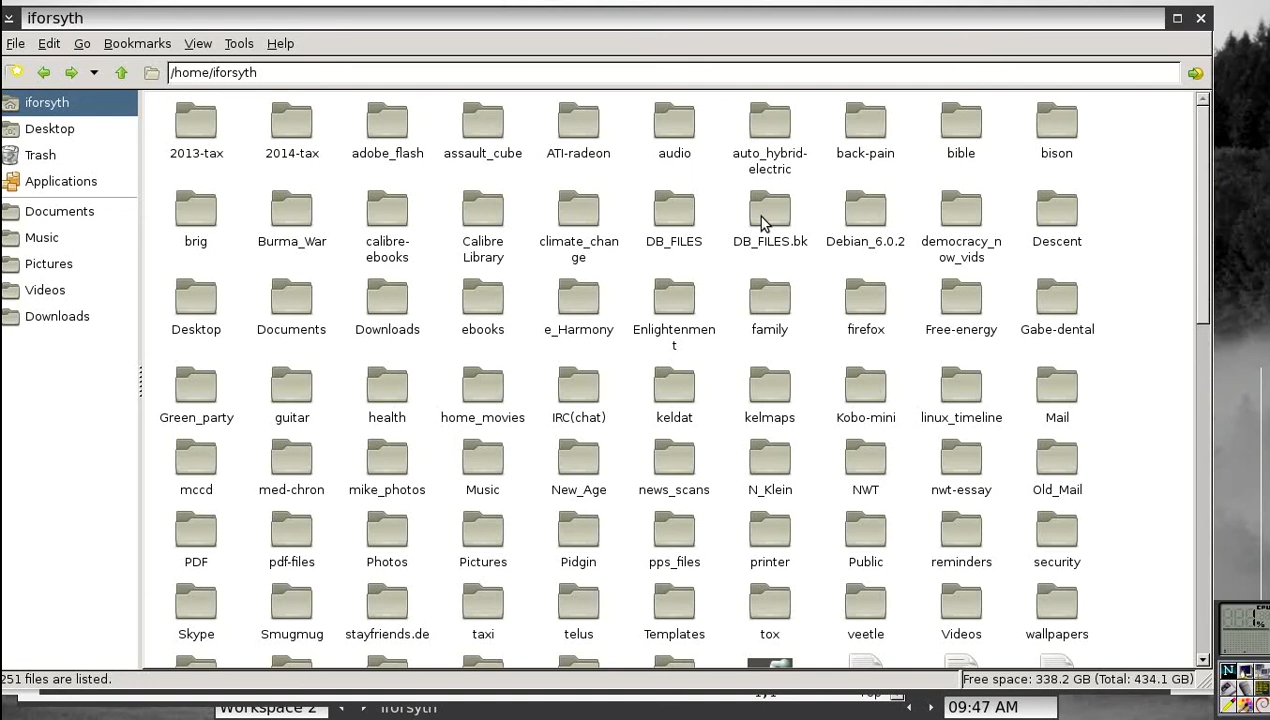 iforsyth
File Edit Go Bookmarks View Tools Help
/home/iforsyth
iforsyth
Desktop
Trash
Applications
Documents
Music
Pictures
Videos
Downloads
2013-tax 2014-tax adobe_flash assault_cube ATI-radeon audio auto_hybrid- back-pain bible bison
electric
brig Burma_War calibre- Calibre climate_chan DB_FILES DB_FILES.bk Debian_6.0.2 democracy_n Descent
ebooks Library ge ow_vids
Desktop Documents Downloads ebooks e_Harmony Enlightenmen family firefox Free-energy Gabe-dental
t
Green_party guitar health home_movies IRC(chat) keldat kelmaps Kobo-mini linux_timeline Mail
mccd med-chron mike_photos Music New_Age news_scans N_Klein NWT nwt-essay Old_Mail
PDF pdf-files Photos Pictures Pidgin pps_files printer Public reminders security
Skype Smugmug stayfriends.de taxi telus Templates tox veetle Videos wallpapers
251 files are listed. Free space: 338.2 GB (Total: 434.1 GB)
Workspace 2 iforsyth 09:47 AM